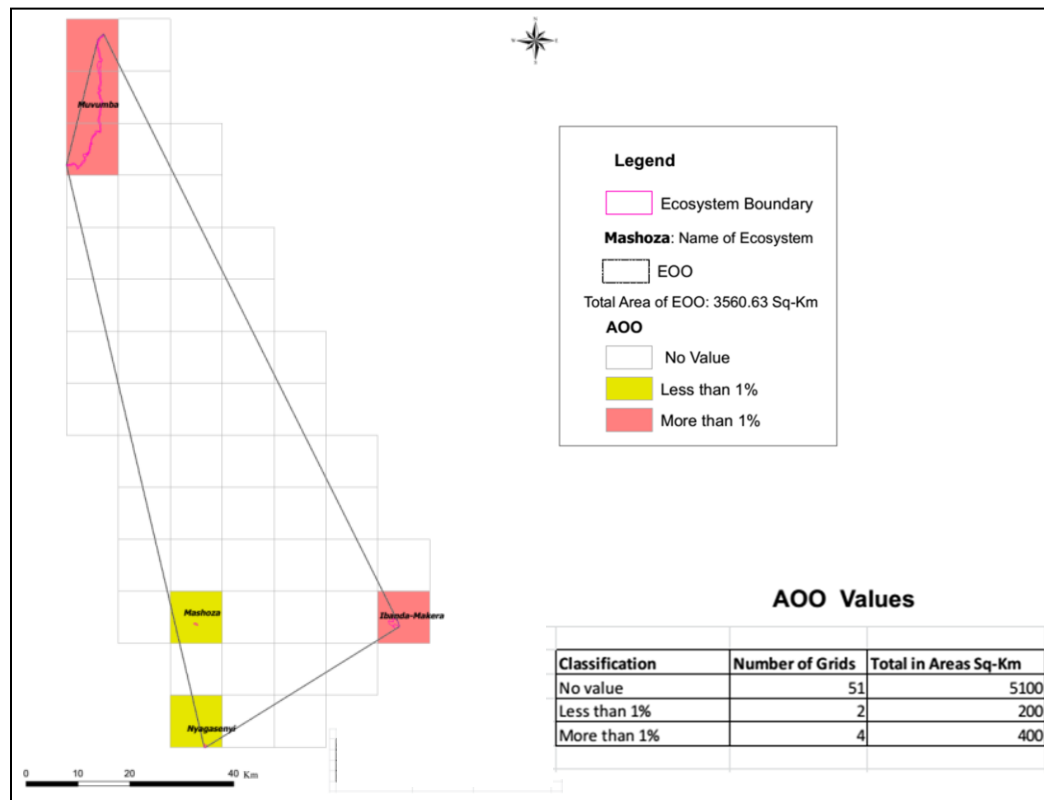 N
W
E
S
Muvumba
Legend
Ecosystem Boundary
Mashoza: Name of Ecosystem
EOO
Total Area of EOO: 3560.63 Sq-Km
AOO
No Value
Less than 1%
More than 1%
Mashoza
Ibanda-Makera
Nyagasenyi
0 10 20 40 Km
AOO Values
Classification Number of Grids Total in Areas Sq-Km
No value 51 5100
Less than 1% 2 200
More than 1% 4 400